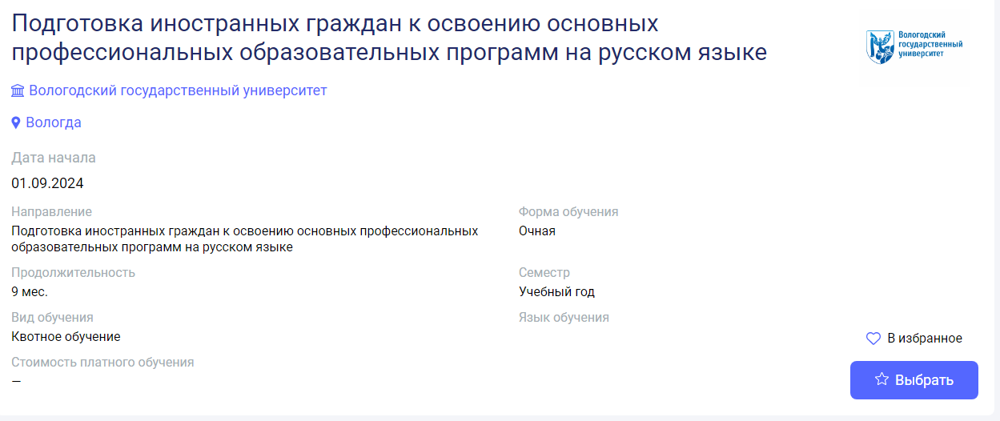 Подготовка иностранных граждан к освоению основных
профессиональных образовательных программ на русском языке
Вологодский
государственный
университет
Вологодский государственный университет
Вологда
Дата начала
01.09.2024
Направление
Подготовка иностранных граждан к освоению основных профессиональных
образовательных программ на русском языке
Форма обучения
Очная
Продолжительность
9 мес.
Семестр
Учебный год
Вид обучения
Квотное обучение
Язык обучения
Стоимость платного обучения
—
В избранное
Выбрать